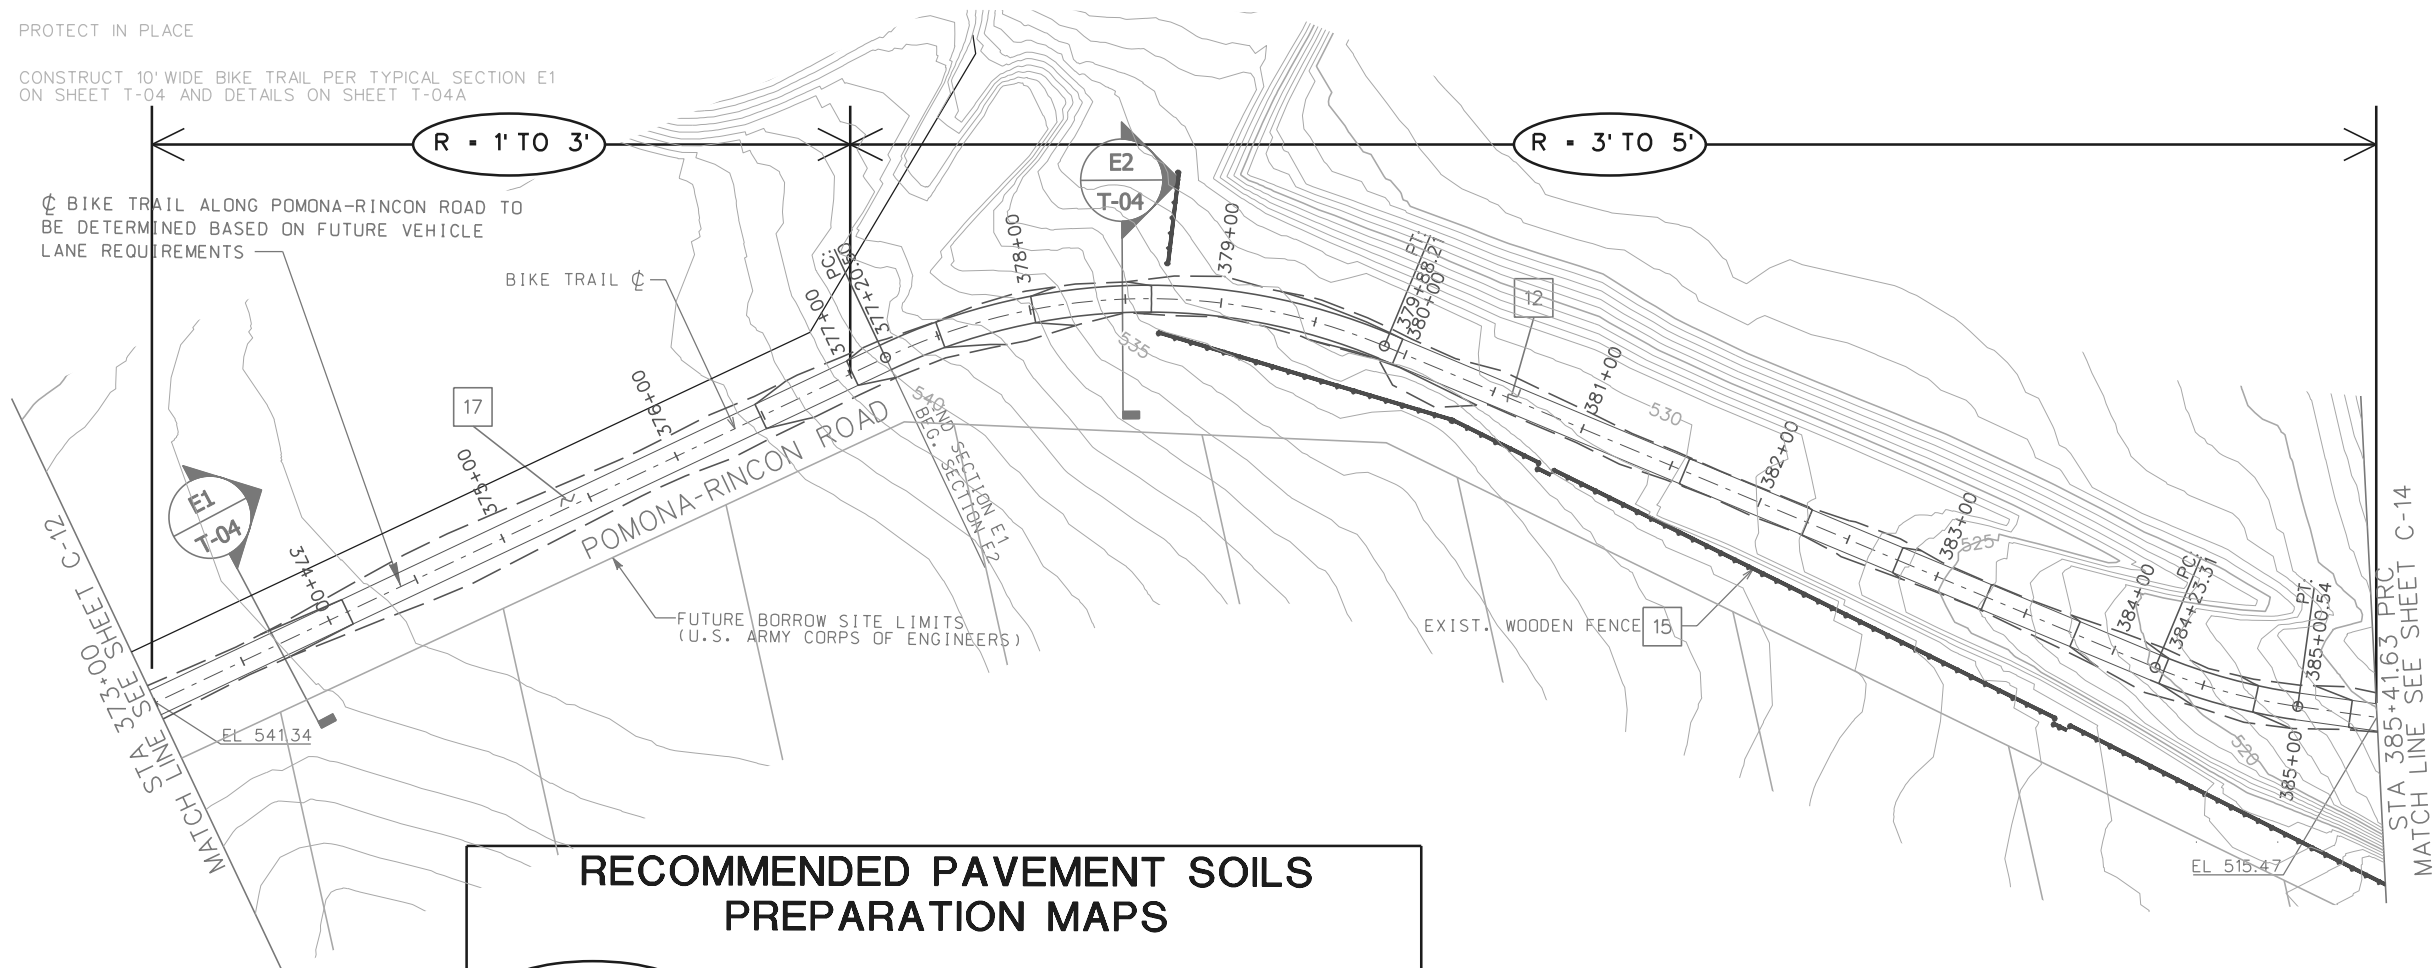 PROTECT IN PLACE
CONSTRUCT 10' WIDE BIKE TRAIL PER TYPICAL SECTION E1
ON SHEET T-04 AND DETAILS ON SHEET T-04A
R = 1' TO 3'
R = 3' TO 5'
℄ BIKE TRAIL ALONG POMONA-RINCON ROAD TO
BE DETERMINED BASED ON FUTURE VEHICLE
LANE REQUIREMENTS
BIKE TRAIL ℄
E2
T-04
E1
T-04
17
12
15
374+00
375+00
376+00
377+00
PC:
377+20.50
378+00
379+00
PT:
379+88.21
380+00
381+00
382+00
383+00
384+00
PC:
384+23.31
PT:
385+00.54
385+00
540
535
530
525
520
END SECTION E1
BEG. SECTION E2
POMONA-RINCON ROAD
FUTURE BORROW SITE LIMITS
(U.S. ARMY CORPS OF ENGINEERS)
EXIST. WOODEN FENCE
EL 541.34
EL 515.47
STA 373+00
MATCH LINE SEE SHEET C-12
STA 385+41.63 PRC
MATCH LINE SEE SHEET C-14
RECOMMENDED PAVEMENT SOILS
PREPARATION MAPS